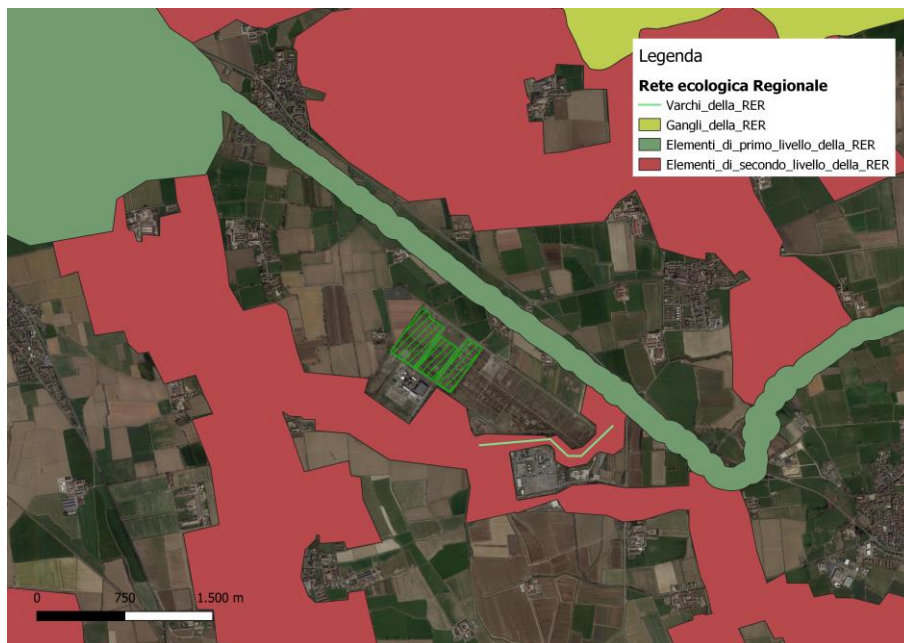 Legenda
Rete ecologica Regionale
Varchi_della_RER
Gangli_della_RER
Elementi_di_primo_livello_della_RER
Elementi_di_secondo_livello_della_RER
0 750 1.500 m